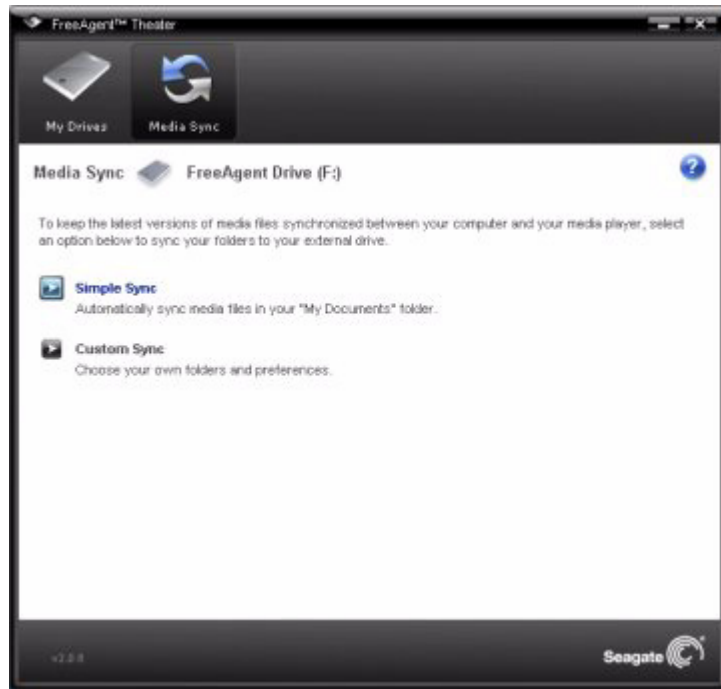 FreeAgent™ Theater
My Drives Media Sync
Media Sync FreeAgent Drive (F:)
To keep the latest versions of media files synchronized between your computer and your media player, select
an option below to sync your folders to your external drive.
Simple Sync
Automatically sync media files in your "My Documents" folder.
Custom Sync
Choose your own folders and preferences.
Seagate